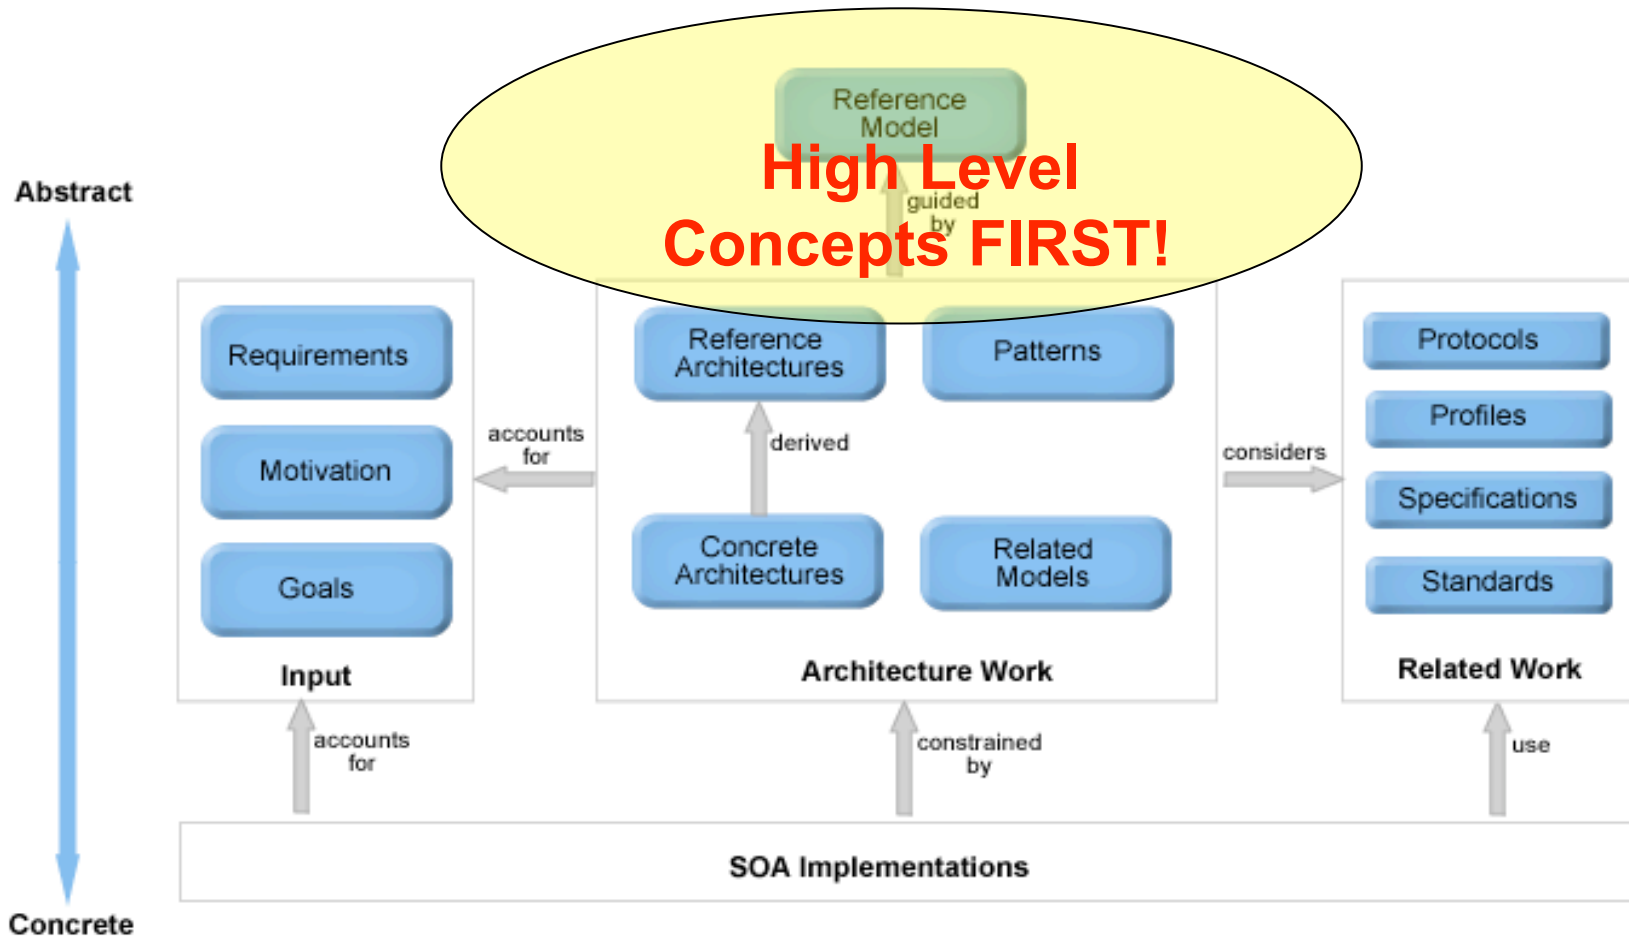 Reference
Model
High Level
guided
by
Concepts FIRST!
Abstract
Requirements
Motivation
Goals
Input
accounts
for
Reference
Architectures
Patterns
derived
Concrete
Architectures
Related
Models
Architecture Work
considers
Protocols
Profiles
Specifications
Standards
Related Work
accounts
for
constrained
by
use
SOA Implementations
Concrete